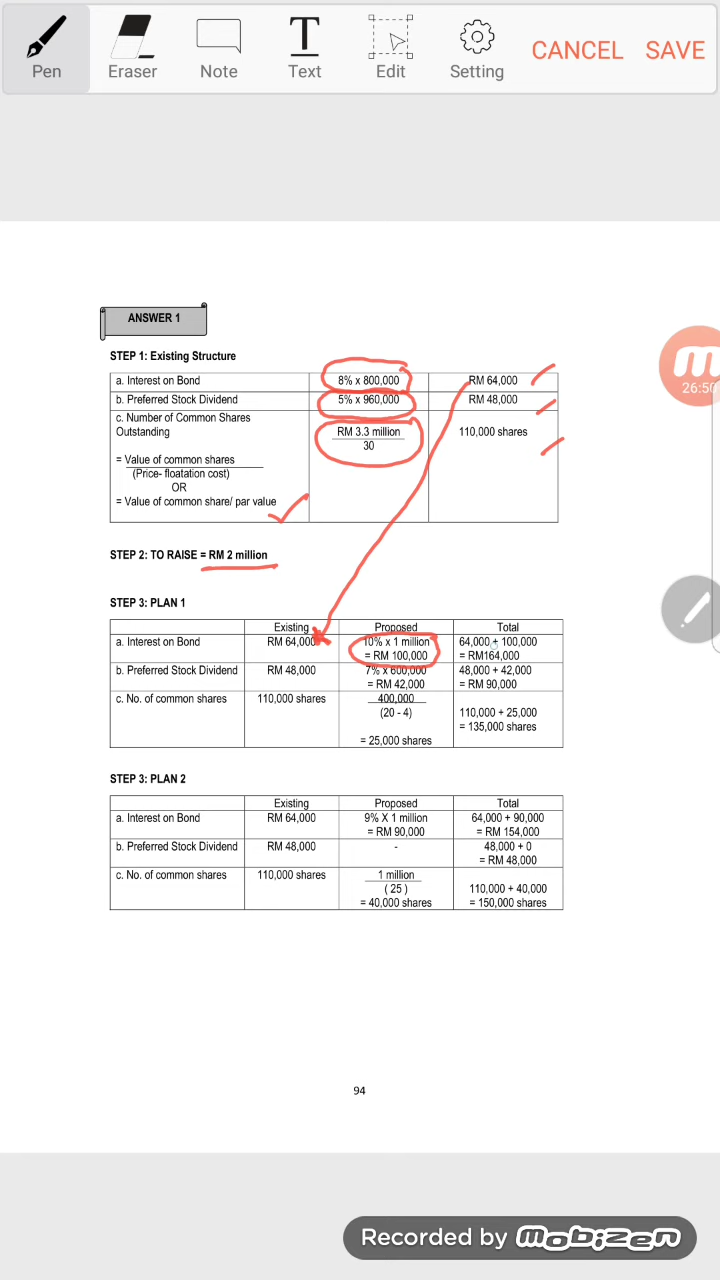 Pen
Eraser
Note
Text
Edit
Setting
CANCEL SAVE
26:50
ANSWER 1
STEP 1: Existing Structure
a. Interest on Bond 8% x 800,000 RM 64,000
b. Preferred Stock Dividend 5% x 960,000 RM 48,000
c. Number of Common Shares
Outstanding RM 3.3 million 110,000 shares
30
= Value of common shares
(Price- floatation cost)
OR
= Value of common share/ par value
STEP 2: TO RAISE = RM 2 million
STEP 3: PLAN 1
Existing Proposed Total
a. Interest on Bond RM 64,000 10% x 1 million 64,000 + 100,000
= RM 100,000 = RM164,000
b. Preferred Stock Dividend RM 48,000 7% x 600,000 48,000 + 42,000
= RM 42,000 = RM 90,000
c. No. of common shares 110,000 shares 400,000
(20 - 4) 110,000 + 25,000
= 135,000 shares
= 25,000 shares
STEP 3: PLAN 2
Existing Proposed Total
a. Interest on Bond RM 64,000 9% X 1 million 64,000 + 90,000
= RM 90,000 = RM 154,000
b. Preferred Stock Dividend RM 48,000 - 48,000 + 0
= RM 48,000
c. No. of common shares 110,000 shares 1 million
( 25 ) 110,000 + 40,000
= 40,000 shares = 150,000 shares
94
Recorded by Mobizen